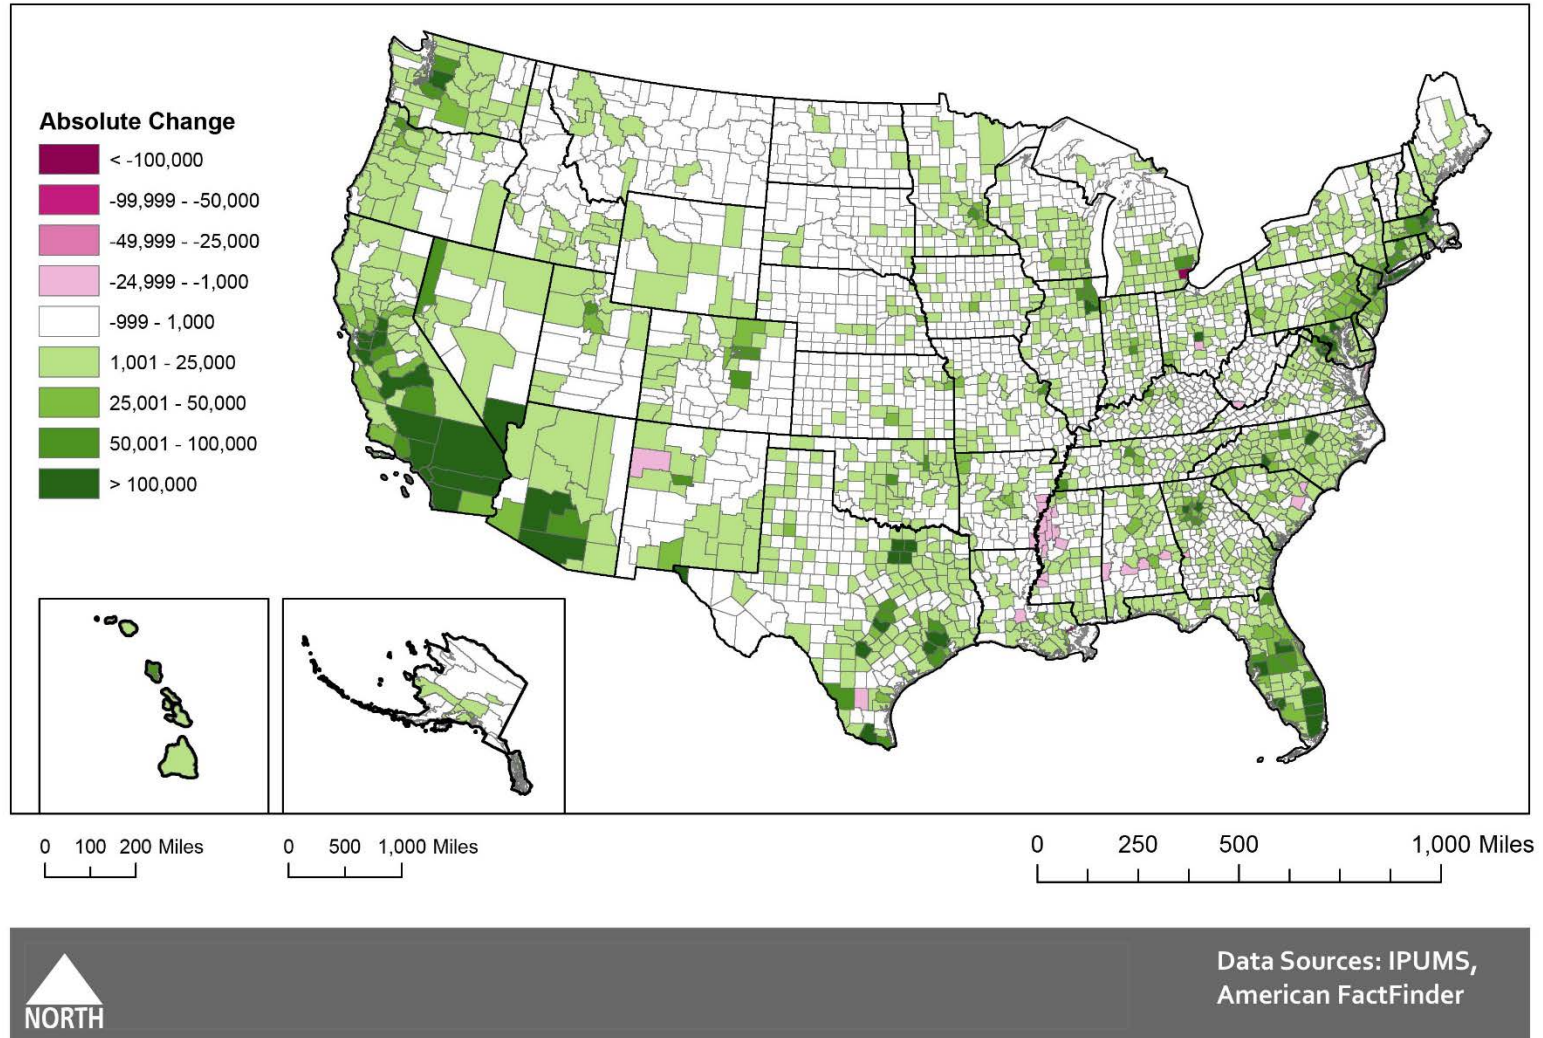 Absolute Change
< -100,000
-99,999 - -50,000
-49,999 - -25,000
-24,999 - -1,000
-999 - 1,000
1,001 - 25,000
25,001 - 50,000
50,001 - 100,000
> 100,000
0 100 200 Miles
0 500 1,000 Miles
0 250 500 1,000 Miles
NORTH
Data Sources: IPUMS,
American FactFinder